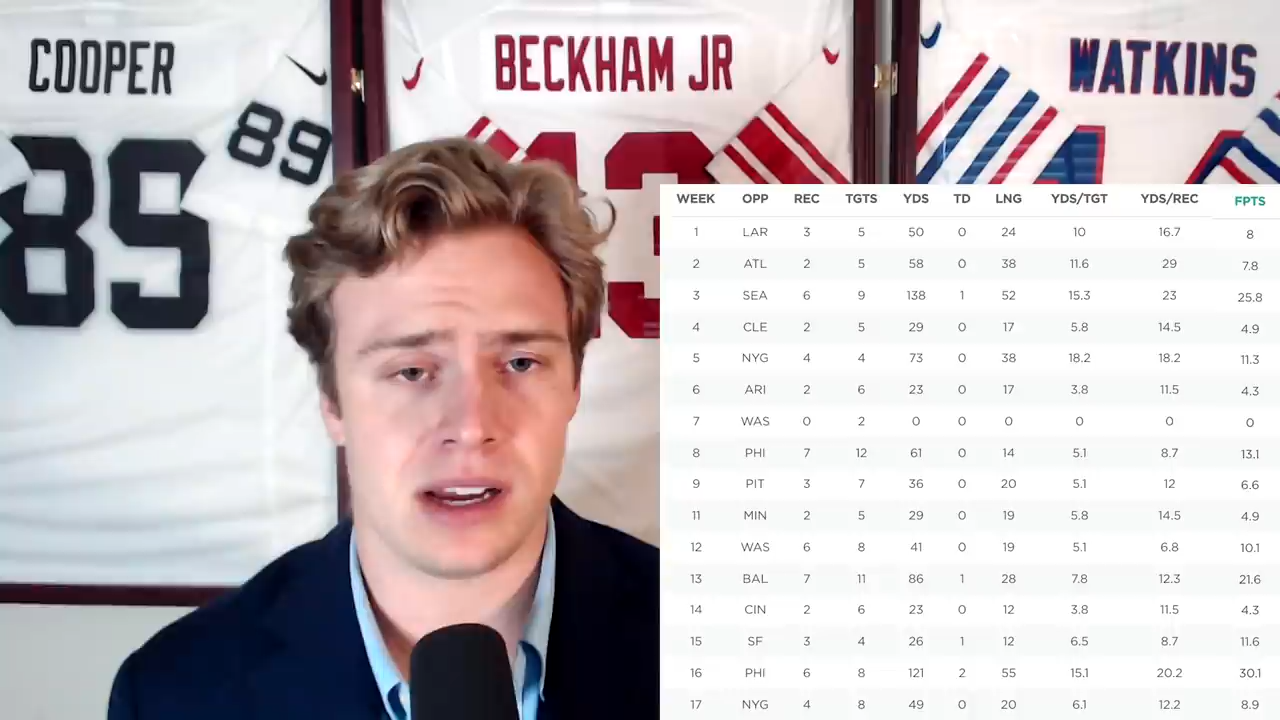 COOPER
BECKHAM JR
WATKINS
89
89
13
WEEK OPP REC TGTS YDS TD LNG YDS/TGT YDS/REC FPTS
1 LAR 3 5 50 0 24 10 16.7 8
2 ATL 2 5 58 0 38 11.6 29 7.8
3 SEA 6 9 138 1 52 15.3 23 25.8
4 CLE 2 5 29 0 17 5.8 14.5 4.9
5 NYG 4 4 73 0 38 18.2 18.2 11.3
6 ARI 2 6 23 0 17 3.8 11.5 4.3
7 WAS 0 2 0 0 0 0 0 0
8 PHI 7 12 61 0 14 5.1 8.7 13.1
9 PIT 3 7 36 0 20 5.1 12 6.6
11 MIN 2 5 29 0 19 5.8 14.5 4.9
12 WAS 6 8 41 0 19 5.1 6.8 10.1
13 BAL 7 11 86 1 28 7.8 12.3 21.6
14 CIN 2 6 23 0 12 3.8 11.5 4.3
15 SF 3 4 26 1 12 6.5 8.7 11.6
16 PHI 6 8 121 2 55 15.1 20.2 30.1
17 NYG 4 8 49 0 20 6.1 12.2 8.9